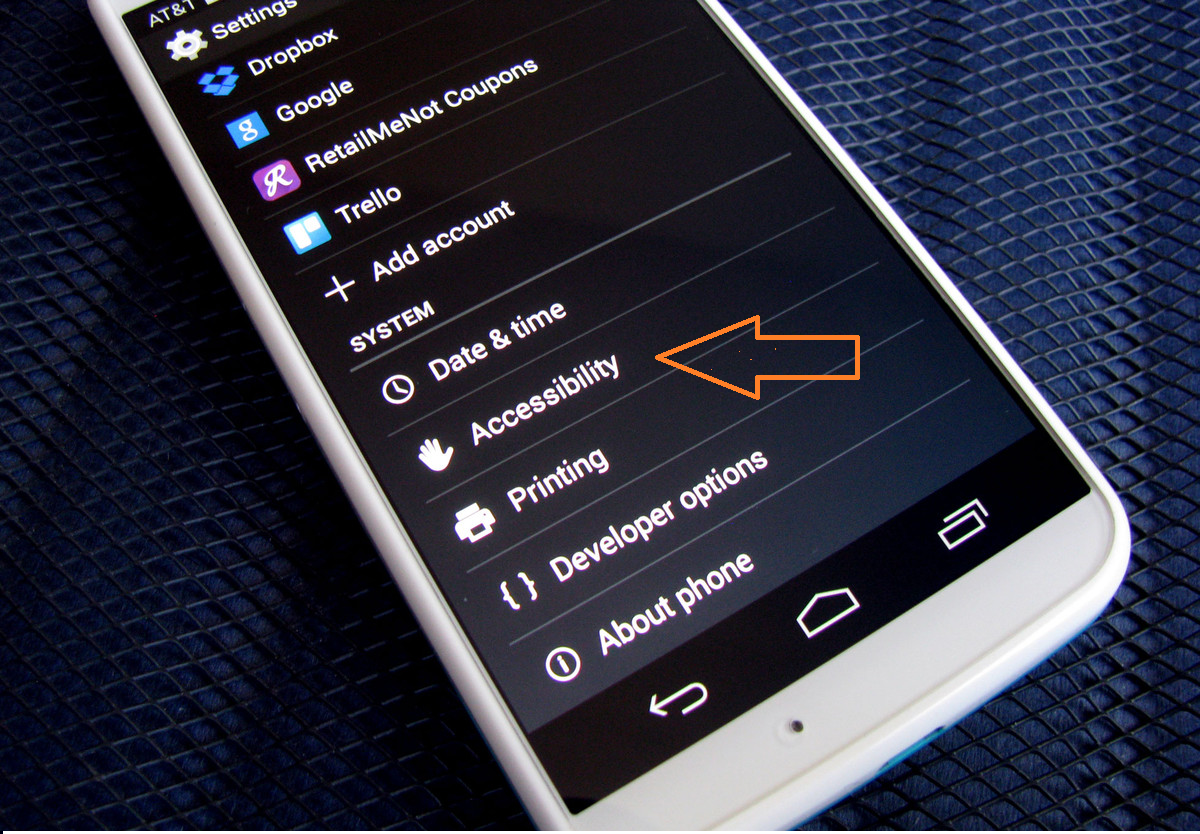 AT&T
Settings
Dropbox
g Google
R RetailMeNot Coupons
Trello
Add account
SYSTEM
Date & time
Accessibility
Printing
{ } Developer options
i About phone